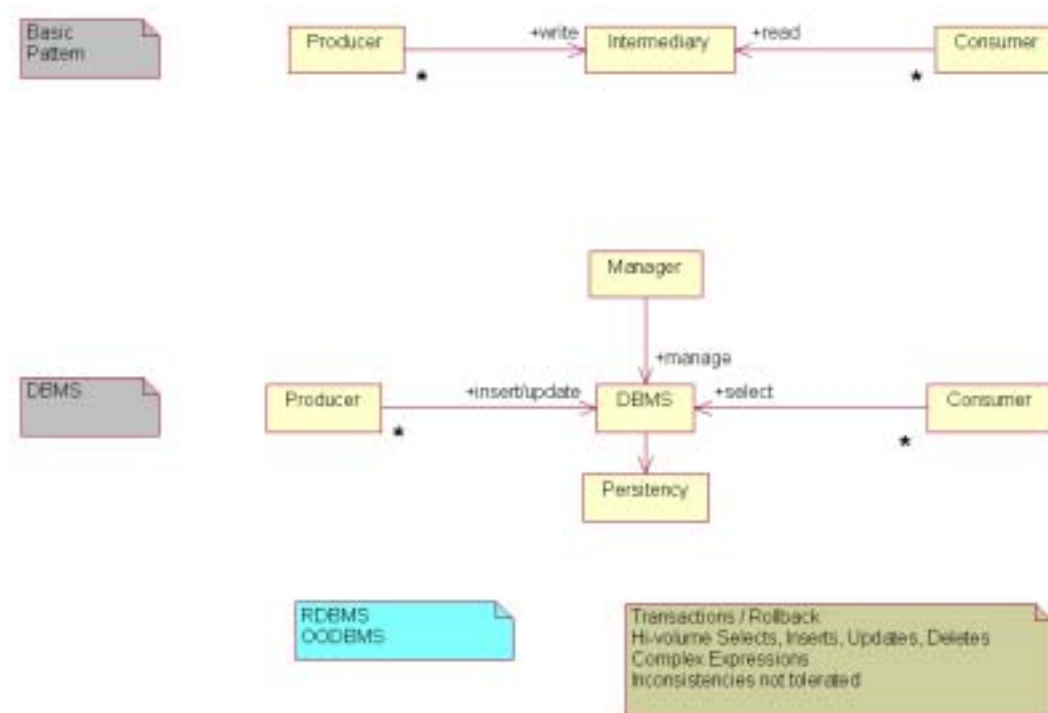 Basic
Pattern
Producer
+write
Intermediary
+read
Consumer
*
*
Manager
+manage
DBMS
Producer
+insert/update
DBMS
+select
Consumer
*
*
Persitency
RDBMS
OODBMS
Transactions / Rollback
Hi-volume Selects, Inserts, Updates, Deletes
Complex Expressions
Inconsistencies not tolerated